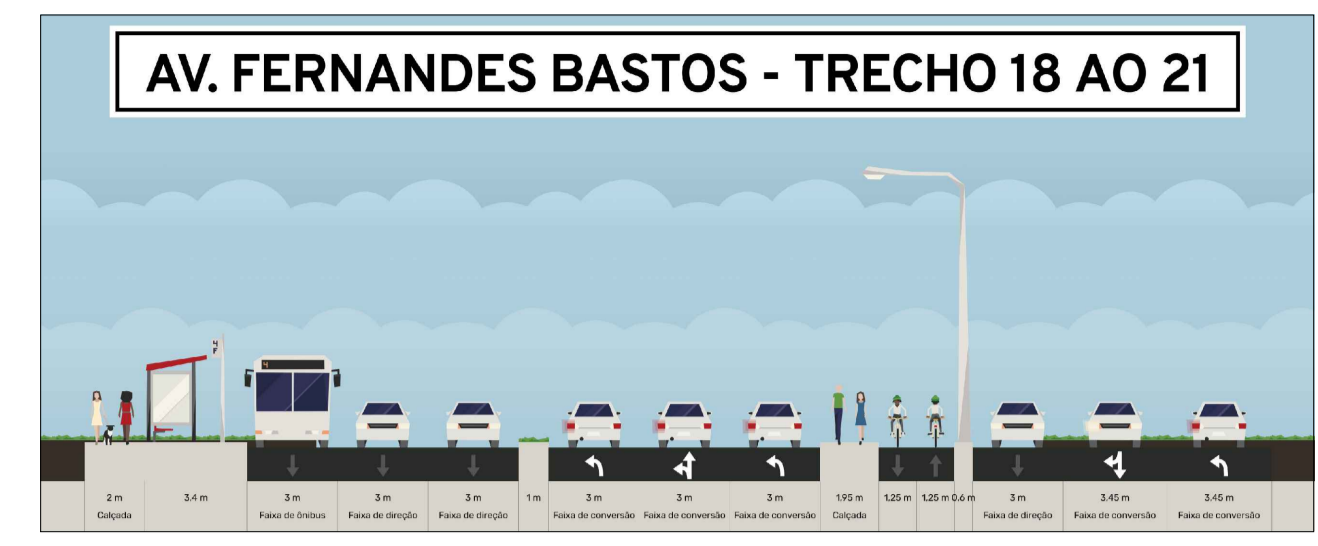 AV. FERNANDES BASTOS - TRECHO 18 AO 21
4
F
4
2 m 3.4 m 3 m 3 m 3 m 1 m 3 m 3 m 3 m 1.95 m 1.25 m 1.25 m 0.6 m 3 m 3.45 m 3.45 m
Calçada Faixa de ônibus Faixa de direção Faixa de direção Faixa de conversão Faixa de conversão Faixa de conversão Calçada Faixa de direção Faixa de conversão Faixa de conversão